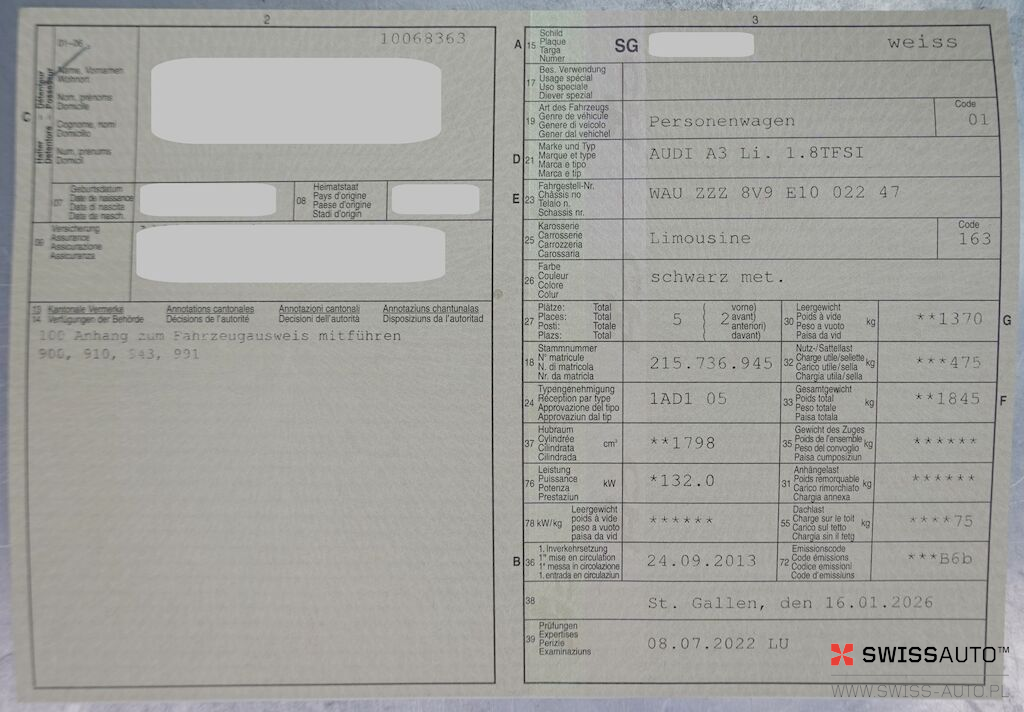 2
10068363
01-06
Name, Vornamen
Wohnort
Nom, prénoms
Domicile
Cognome, nomi
Domicilio
Num, prenums
Domicil
C
Halter
Détenteur
Detentore
Possessur
07
Geburtsdatum
Date de naissance
Data di nascita
Data da nasch.
08
Heimatstaat
Pays d'origine
Paese d'origine
Stadi d'origin
09
Versicherung
Assurance
Assicurazione
Assicuranza
13 Kantonale Vermerke Annotations cantonales Annotazioni cantonali Annotaziuns chantunalas
14 Verfügungen der Behörde Décisions de l'autorité Decisioni dell'autorità Disposiziuns da l'autoritad
100 Anhang zum Fahrzeugausweis mitführen
900, 910, 943, 991
3
A 15
Schild
Plaque
Targa
Numer
SG
weiss
17
Bes. Verwendung
Usage spécial
Uso speciale
Diever spezial
19
Art des Fahrzeugs
Genre de véhicule
Genere di veicolo
Gener dal vehichel
Personenwagen
Code
01
D 21
Marke und Typ
Marque et type
Marca e tipo
Marca e tip
AUDI A3 Li. 1.8TFSI
E 23
Fahrgestell-Nr.
Châssis no
Telaio n.
Schassis nr.
WAU ZZZ 8V9 E10 022 47
25
Karosserie
Carrosserie
Carrozzeria
Carossaria
Limousine
Code
163
26
Farbe
Couleur
Colore
Colur
schwarz met.
27
Plätze: Total
Places: Total
Posti: Totale
Plazs: Total
5 ( 2 vorne)
avant)
anteriori)
davant)
30
Leergewicht
Poids à vide
Peso a vuoto
Paisa da vid
kg
**1370
G
18
Stammnummer
N° matricule
N. di matricola
Nr. da matricla
215.736.945
32
Nutz-/Sattellast
Charge utile/sellette
Carico utile/sella
Chargia utila/sella
kg
***475
24
Typengenehmigung
Réception par type
Approvazione del tipo
Approvaziun dal tip
1AD1 05
33
Gesamtgewicht
Poids total
Peso totale
Paisa totala
kg
**1845
F
37
Hubraum
Cylindrée
Cilindrata
Cilindrada
cm³
**1798
35
Gewicht des Zuges
Poids de l'ensemble
Peso del convoglio
Paisa cumposiziun
kg
******
76
Leistung
Puissance
Potenza
Prestaziun
kW
*132.0
31
Anhängelast
Poids remorquable
Carico rimorchiato
Chargia annexa
kg
******
78 kW/kg
Leergewicht
poids à vide
peso a vuoto
paisa da vid
******
55
Dachlast
Charge sur le toit
Carico sul tetto
Chargia sin il tetg
kg
****75
B 36
1. Inverkehrsetzung
1re mise en circulation
1a messa in circolazione
1. entrada en circulaziun
24.09.2013
72
Emissionscode
Code émissions
Codice emissioni
Code d'emissiuns
***B6b
38
St. Gallen, den 16.01.2026
39
Prüfungen
Expertises
Perizie
Examinaziuns
08.07.2022 LU
SWISSAUTO™
WWW.SWISS-AUTO.PL